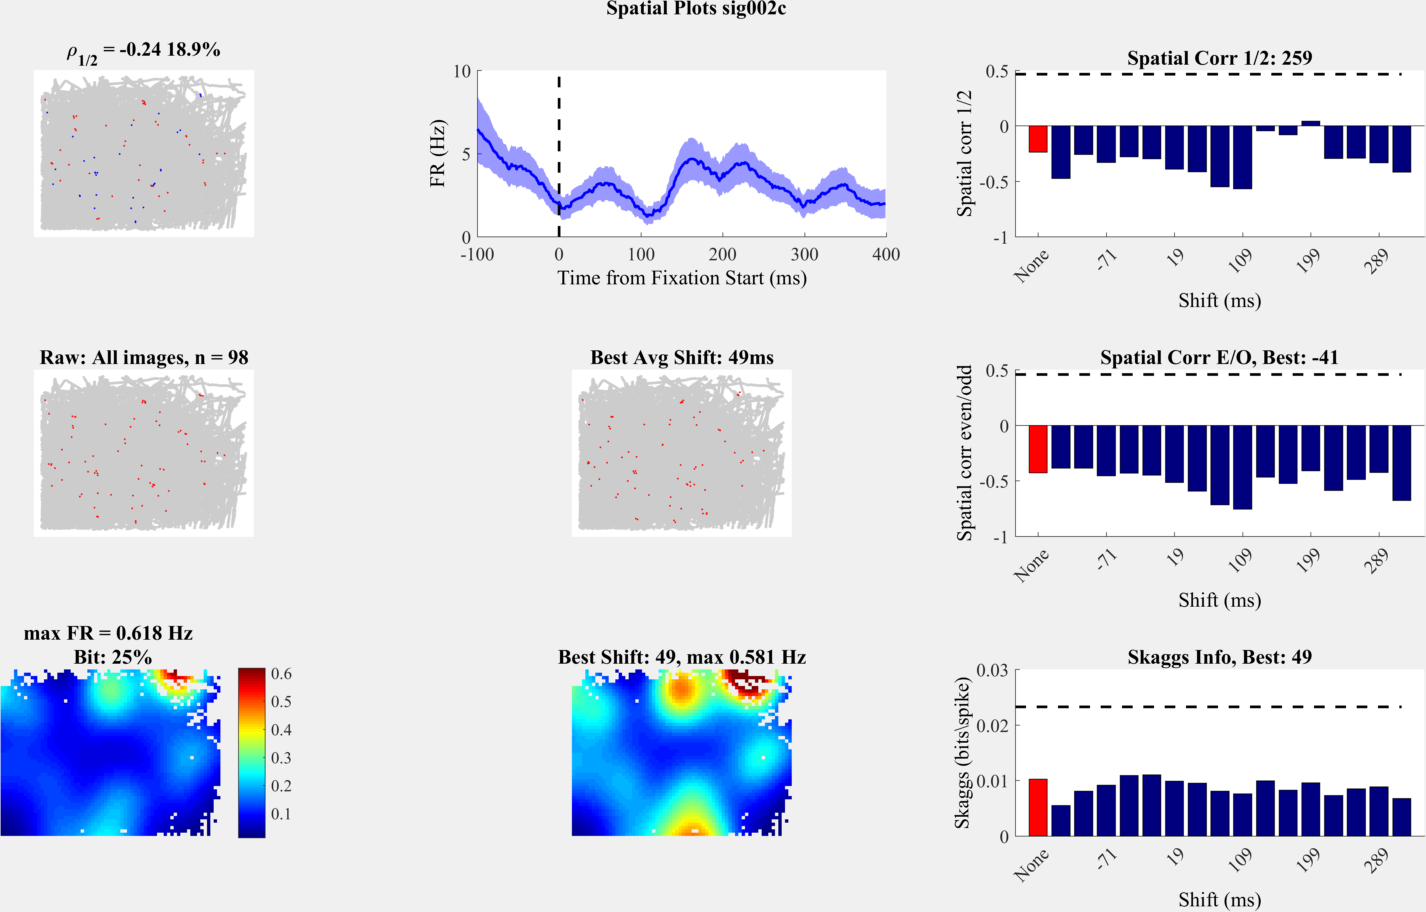 Spatial Plots sig002c
ρ1/2 = -0.24 18.9%
10
5
0
FR (Hz)
-100
0
100
200
300
400
Time from Fixation Start (ms)
Spatial Corr 1/2: 259
0.5
0
-0.5
-1
Spatial corr 1/2
None
-71
19
109
199
289
Shift (ms)
Raw: All images, n = 98
Best Avg Shift: 49ms
Spatial Corr E/O, Best: -41
0.5
0
-0.5
-1
Spatial corr even/odd
None
-71
19
109
199
289
Shift (ms)
max FR = 0.618 Hz
Bit: 25%
0.6
0.5
0.4
0.3
0.2
0.1
Best Shift: 49, max 0.581 Hz
Skaggs Info, Best: 49
0.03
0.02
0.01
0
Skaggs (bits\spike)
None
-71
19
109
199
289
Shift (ms)